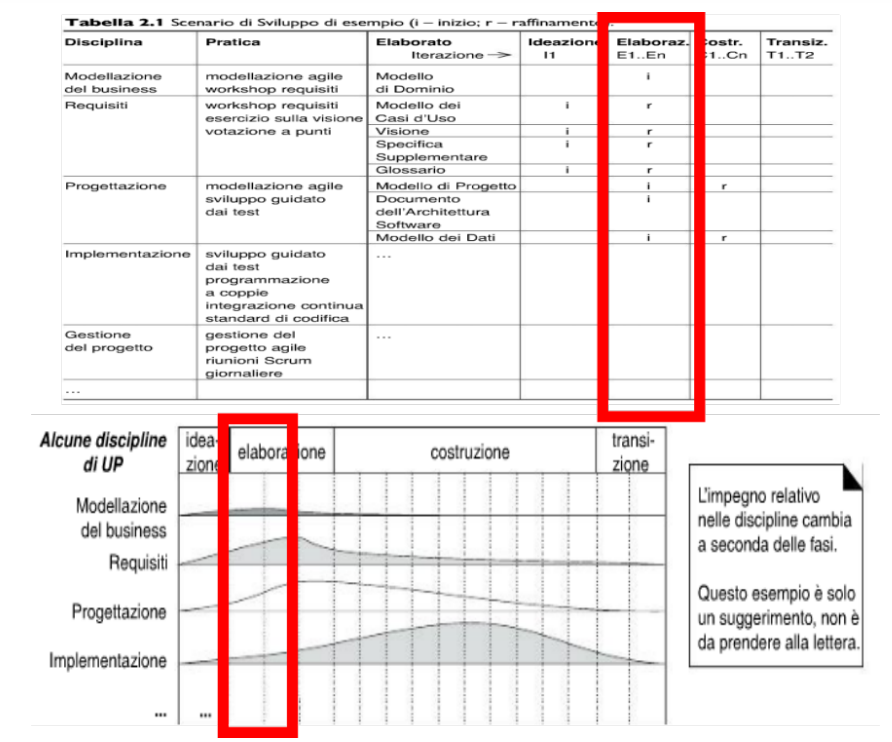 Tabella 2.1 Scenario di Sviluppo di esempio (i – inizio; r – raffinamento
Disciplina Pratica Elaborato Ideazione Elaboraz. Costr. Transiz.
Iterazione → I1 E1..En C1..Cn T1..T2
Modellazione modellazione agile Modello i
del business workshop requisiti di Dominio
Requisiti workshop requisiti Modello dei i r
esercizio sulla visione Casi d'Uso
votazione a punti Visione i r
Specifica i r
Supplementare
Glossario i r
Progettazione modellazione agile Modello di Progetto i r
sviluppo guidato Documento i
dai test dell'Architettura
Software
Modello dei Dati i r
Implementazione sviluppo guidato ...
dai test
programmazione
a coppie
integrazione continua
standard di codifica
Gestione gestione del ...
del progetto progetto agile
riunioni Scrum
giornaliere
...
Alcune discipline
di UP
idea-
zione
elaborazione
costruzione
transi-
zione
Modellazione
del business
Requisiti
Progettazione
Implementazione
... ...
L'impegno relativo
nelle discipline cambia
a seconda delle fasi.
Questo esempio è solo
un suggerimento, non è
da prendere alla lettera.